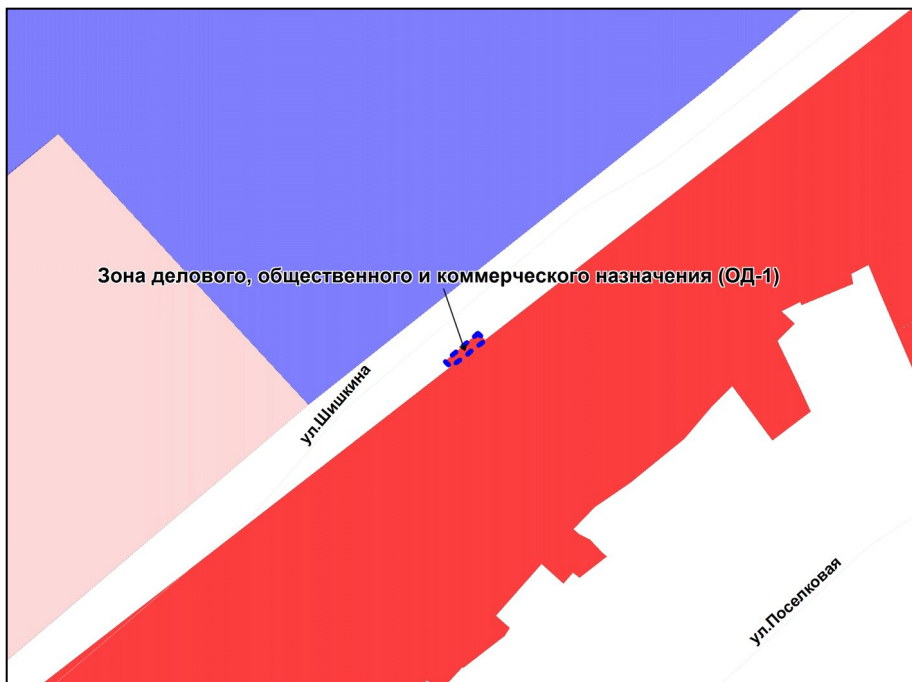 Зона делового, общественного и коммерческого назначения (ОД-1)
ул.Шишкина
ул.Поселковая